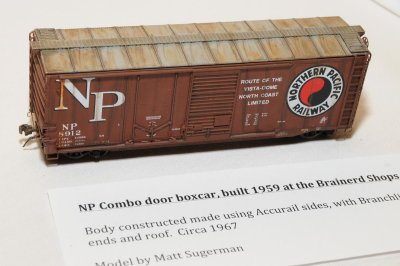 NP
NP
8912
ROUTE OF THE
VISTA-DOME
NORTH COAST
LIMITED
NORTHERN PACIFIC
RAILWAY
NP Combo door boxcar, built 1959 at the Brainerd Shops
Body constructed made using Accurail sides, with Branchli
ends and roof. Circa 1967
Model by Matt Sugerman